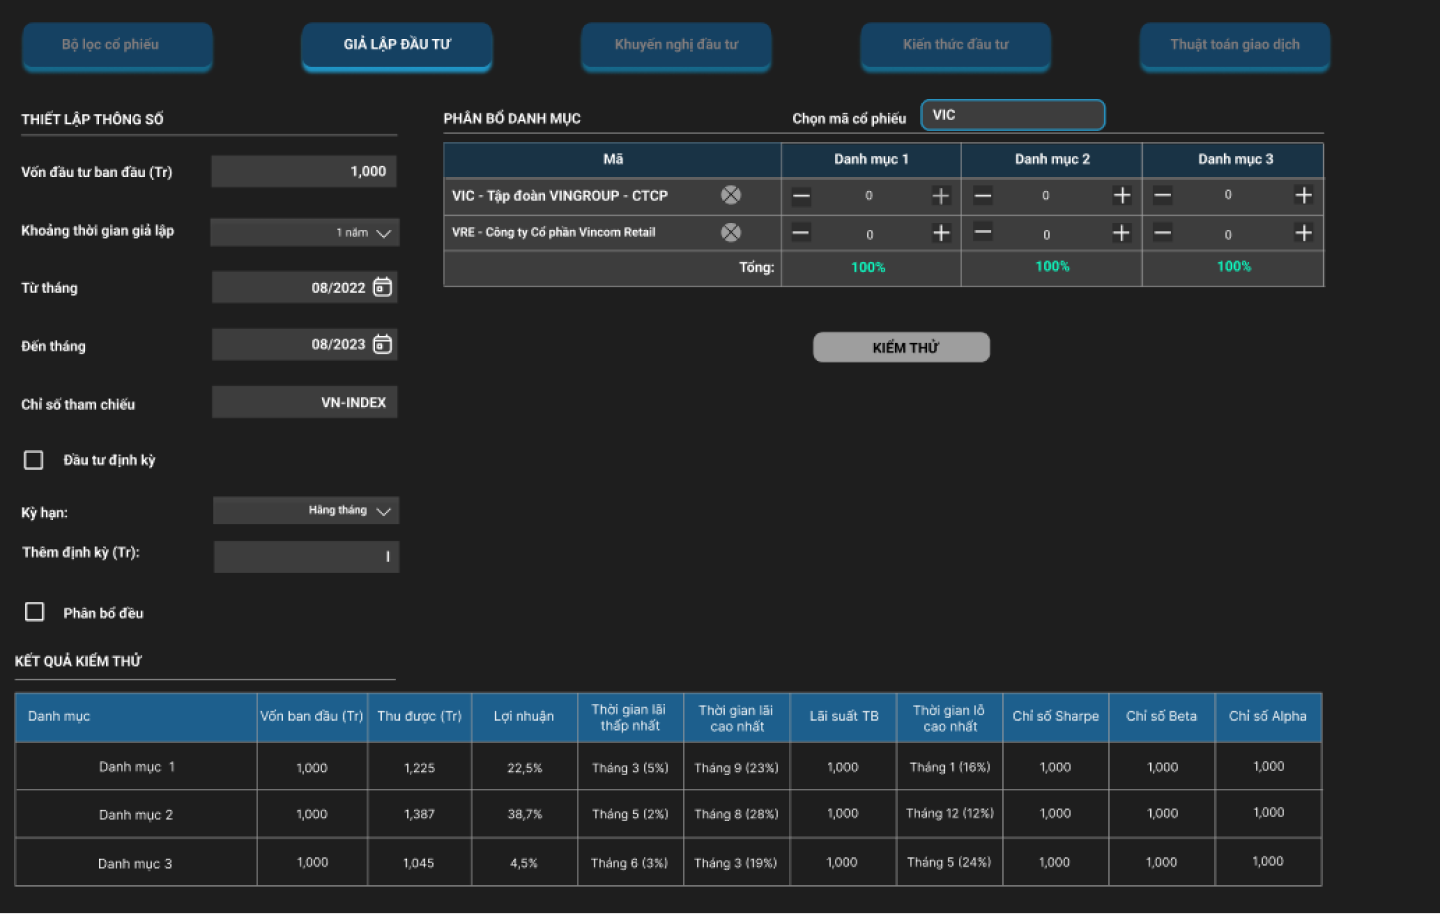 Bộ lọc cổ phiếu
GIẢ LẬP ĐẦU TƯ
Khuyến nghị đầu tư
Kiến thức đầu tư
Thuật toán giao dịch
THIẾT LẬP THÔNG SỐ
Vốn đầu tư ban đầu (Tr) 1,000
Khoảng thời gian giả lập 1 năm
Từ tháng 08/2022
Đến tháng 08/2023
Chỉ số tham chiếu VN-INDEX
Đầu tư định kỳ
Kỳ hạn: Hằng tháng
Thêm định kỳ (Tr):
Phân bổ đều
PHÂN BỔ DANH MỤC Chọn mã cổ phiếu VIC
Mã Danh mục 1 Danh mục 2 Danh mục 3
VIC - Tập đoàn VINGROUP - CTCP 0 0 0
VRE - Công ty Cổ phần Vincom Retail 0 0 0
Tổng: 100% 100% 100%
KIỂM THỬ
KẾT QUẢ KIỂM THỬ
Danh mục Vốn ban đầu (Tr) Thu được (Tr) Lợi nhuận Thời gian lãi thấp nhất Thời gian lãi cao nhất Lãi suất TB Thời gian lỗ cao nhất Chỉ số Sharpe Chỉ số Beta Chỉ số Alpha
Danh mục 1 1,000 1,225 22,5% Tháng 3 (5%) Tháng 9 (23%) 1,000 Tháng 1 (16%) 1,000 1,000 1,000
Danh mục 2 1,000 1,387 38,7% Tháng 5 (2%) Tháng 8 (28%) 1,000 Tháng 12 (12%) 1,000 1,000 1,000
Danh mục 3 1,000 1,045 4,5% Tháng 6 (3%) Tháng 3 (19%) 1,000 Tháng 5 (24%) 1,000 1,000 1,000